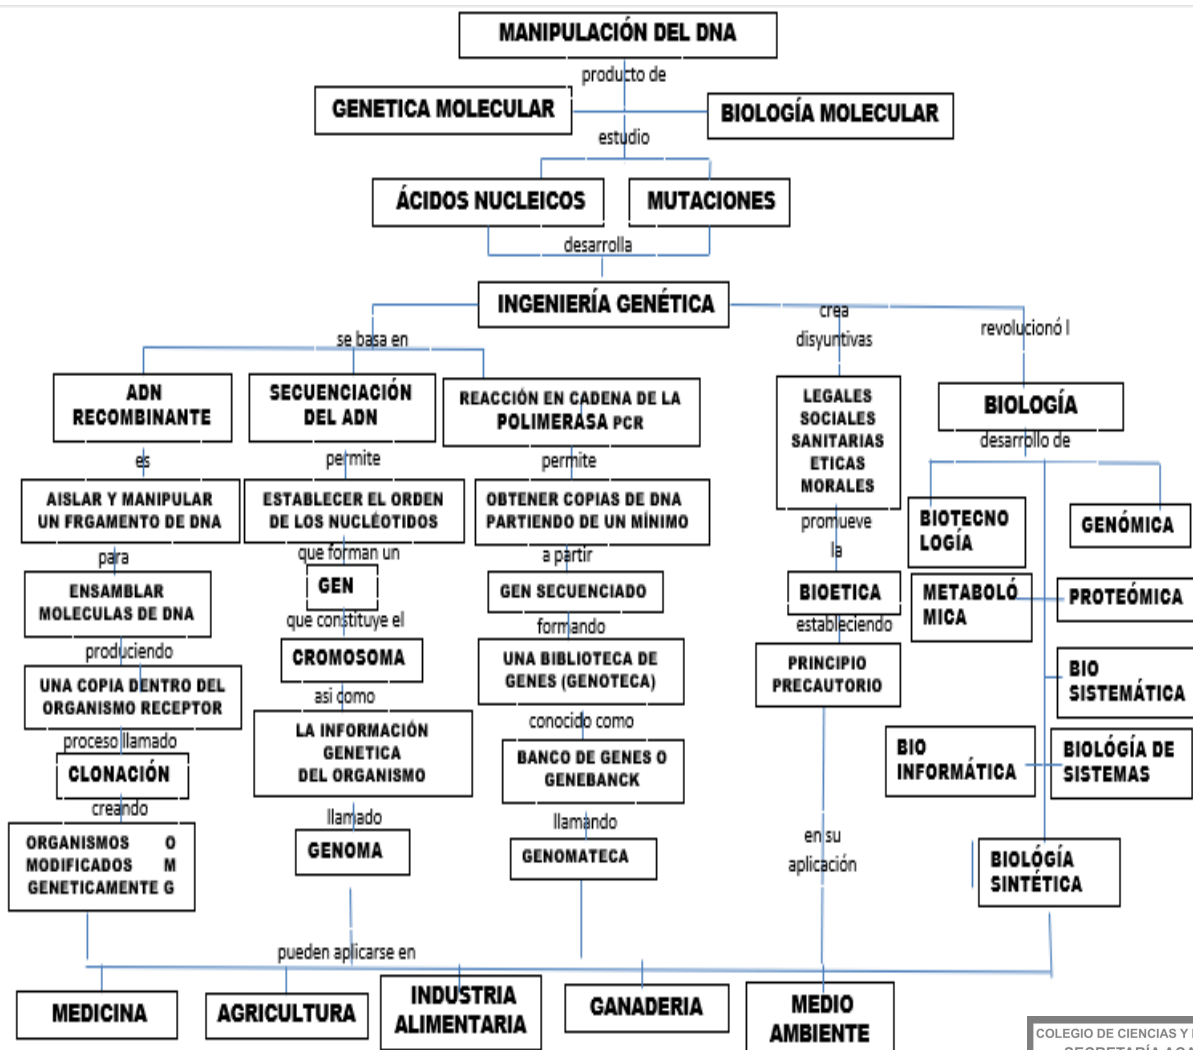 MANIPULACIÓN DEL DNA
producto de
GENETICA MOLECULAR
BIOLOGÍA MOLECULAR
estudio
ÁCIDOS NUCLEICOS
MUTACIONES
desarrolla
INGENIERÍA GENÉTICA
se basa en
crea
disyuntivas
revolucionó l
ADN
RECOMBINANTE
es
AISLAR Y MANIPULAR
UN FRGAMENTO DE DNA
para
ENSAMBLAR
MOLECULAS DE DNA
produciendo
UNA COPIA DENTRO DEL
ORGANISMO RECEPTOR
proceso llamado
CLONACIÓN
creando
ORGANISMOS O
MODIFICADOS M
GENETICAMENTE G
SECUENCIACIÓN
DEL ADN
permite
ESTABLECER EL ORDEN
DE LOS NUCLÉOTIDOS
que forman un
GEN
que constituye el
CROMOSOMA
asi como
LA INFORMACIÓN
GENETICA
DEL ORGANISMO
llamado
GENOMA
REACCIÓN EN CADENA DE LA
POLIMERASA PCR
permite
OBTENER COPIAS DE DNA
PARTIENDO DE UN MÍNIMO
a partir
GEN SECUENCIADO
formando
UNA BIBLIOTECA DE
GENES (GENOTECA)
conocido como
BANCO DE GENES O
GENEBANCK
llamando
GENOMATECA
LEGALES
SOCIALES
SANITARIAS
ETICAS
MORALES
promueve
la
BIOETICA
estableciendo
PRINCIPIO
PRECAUTORIO
en su
aplicación
BIOLOGÍA
desarrollo de
BIOTECNO
LOGÍA
GENÓMICA
METABOLÓ
MICA
PROTEÓMICA
BIO
SISTEMÁTICA
BIO
INFORMÁTICA
BIOLÓGÍA DE
SISTEMAS
BIOLÓGÍA
SINTÉTICA
pueden aplicarse en
MEDICINA
AGRICULTURA
INDUSTRIA
ALIMENTARIA
GANADERIA
MEDIO
AMBIENTE
COLEGIO DE CIENCIAS Y